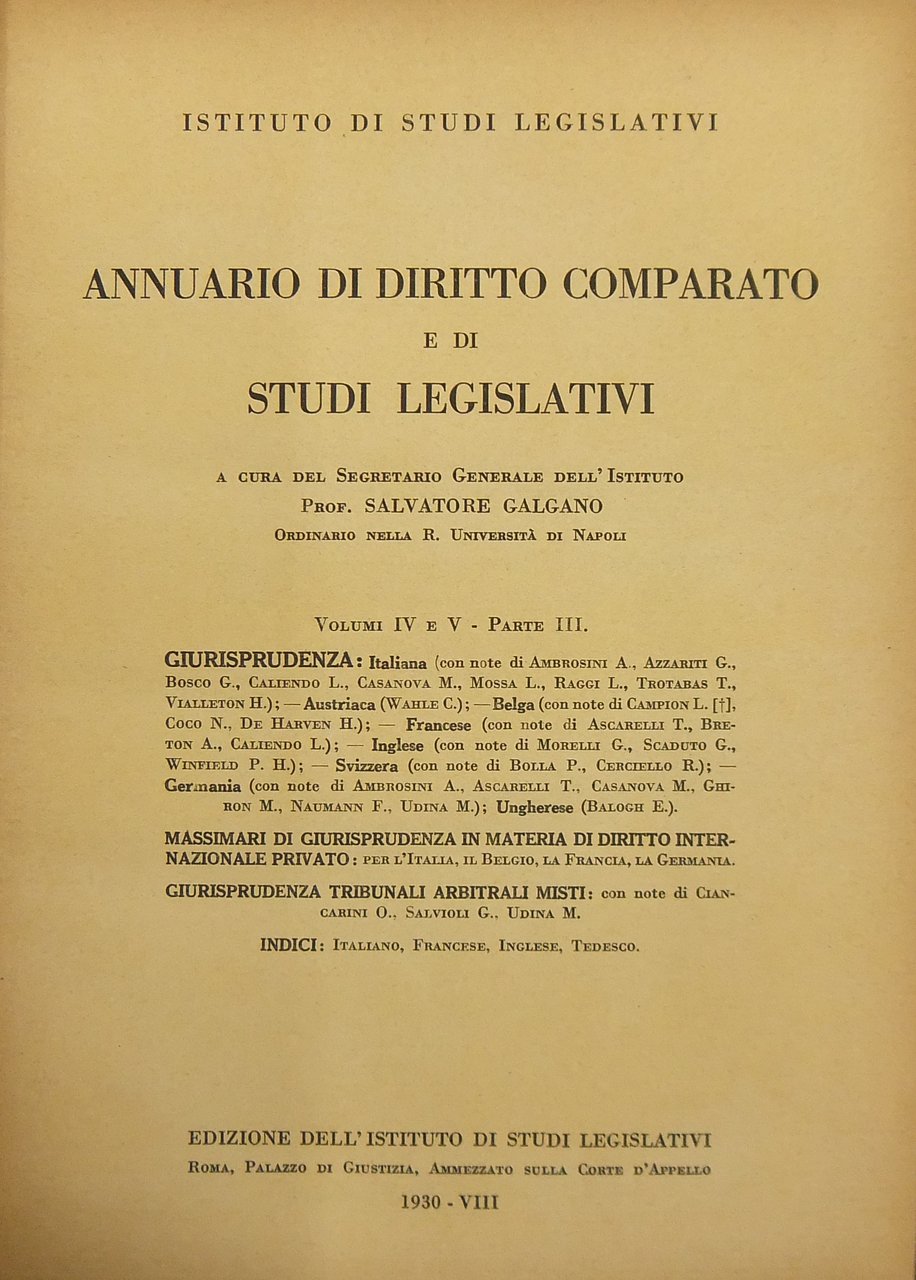 ISTITUTO DI STUDI LEGISLATIVI
ANNUARIO DI DIRITTO COMPARATO
E DI
STUDI LEGISLATIVI
A CURA DEL SEGRETARIO GENERALE DELL'ISTITUTO
PROF. SALVATORE GALGANO
ORDINARIO NELLA R. UNIVERSITÀ DI NAPOLI
VOLUMI IV E V - PARTE III.
GIURISPRUDENZA: Italiana (con note di AMBROSINI A., AZZARITI G.,
BOSCO G., CALIENDO L., CASANOVA M., MOSSA L., RAGGI L., TROTABAS T.,
VIALLETON H.); — Austriaca (WAHLE C.); — Belga (con note di CAMPION L. [†],
COCO N., DE HARVEN H.); — Francese (con note di ASCARELLI T., BRE-
TON A., CALIENDO L.); — Inglese (con note di MORELLI G., SCADUTO G.,
WINFIELD P. H.); — Svizzera (con note di BOLLA P., CERCIELLO R.); —
Germania (con note di AMBROSINI A., ASCARELLI T., CASANOVA M., GHI-
RON M., NAUMANN F., UDINA M.); Ungherese (BALOGH E.).
MASSIMARI DI GIURISPRUDENZA IN MATERIA DI DIRITTO INTER-
NAZIONALE PRIVATO: PER L'ITALIA, IL BELGIO, LA FRANCIA, LA GERMANIA.
GIURISPRUDENZA TRIBUNALI ARBITRALI MISTI: con note di CIAN-
CARINI O., SALVIOLI G., UDINA M.
INDICI: ITALIANO, FRANCESE, INGLESE, TEDESCO.
EDIZIONE DELL'ISTITUTO DI STUDI LEGISLATIVI
ROMA, PALAZZO DI GIUSTIZIA, AMMEZZATO SULLA CORTE D'APPELLO
1930 - VIII